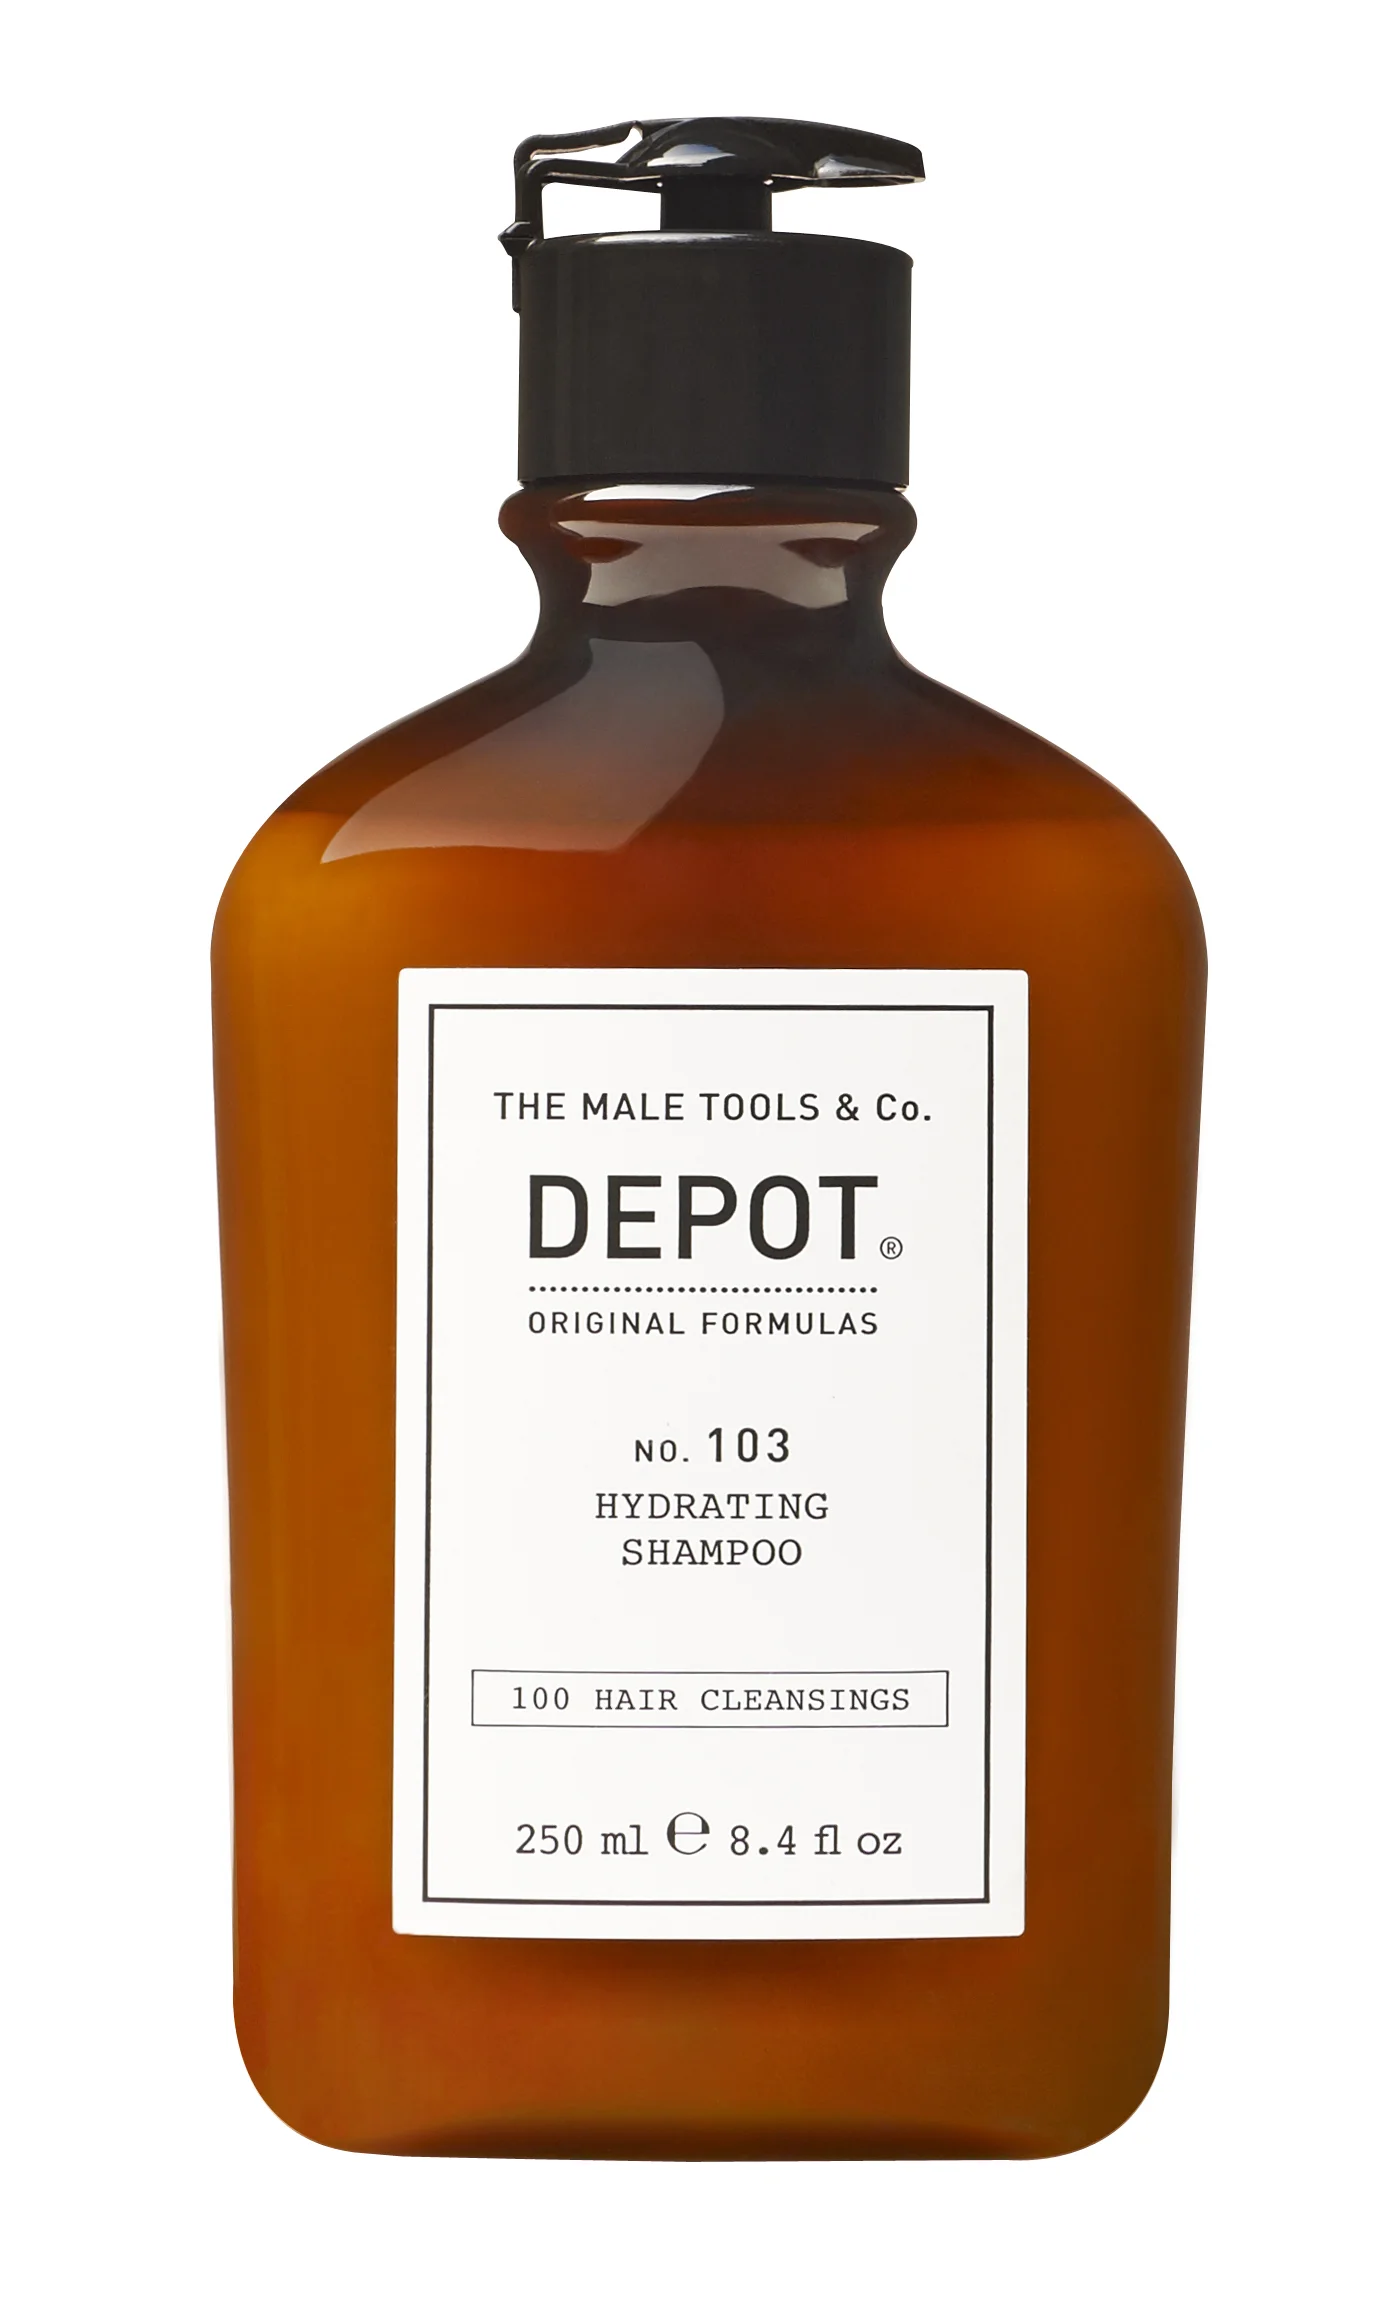 THE MALE TOOLS & Co.
DEPOT®
ORIGINAL FORMULAS
NO. 103
HYDRATING
SHAMPOO
100 HAIR CLEANSINGS
250 ml ℮ 8.4 fl oz